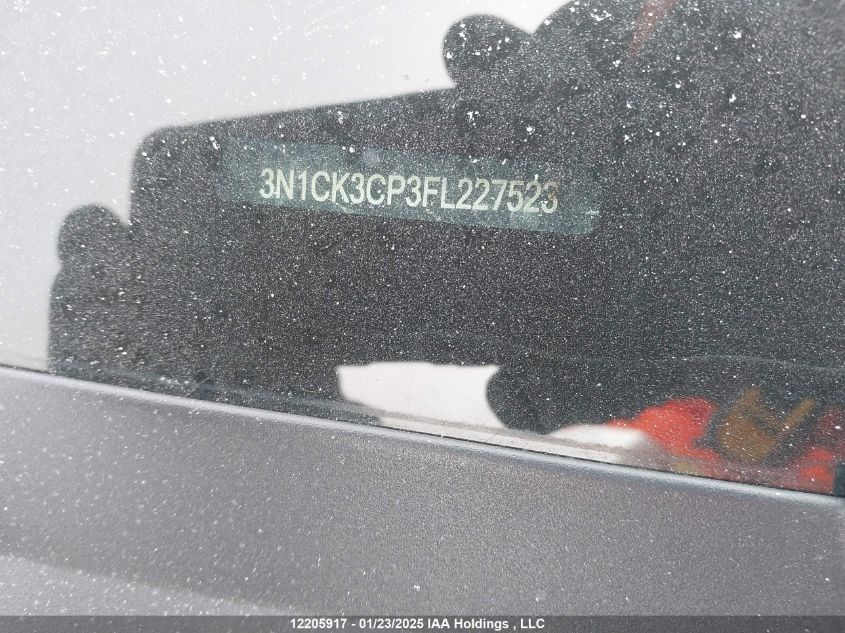 3N1CK3CP3FL227523
12205917 - 01/23/2025 IAA Holdings , LLC